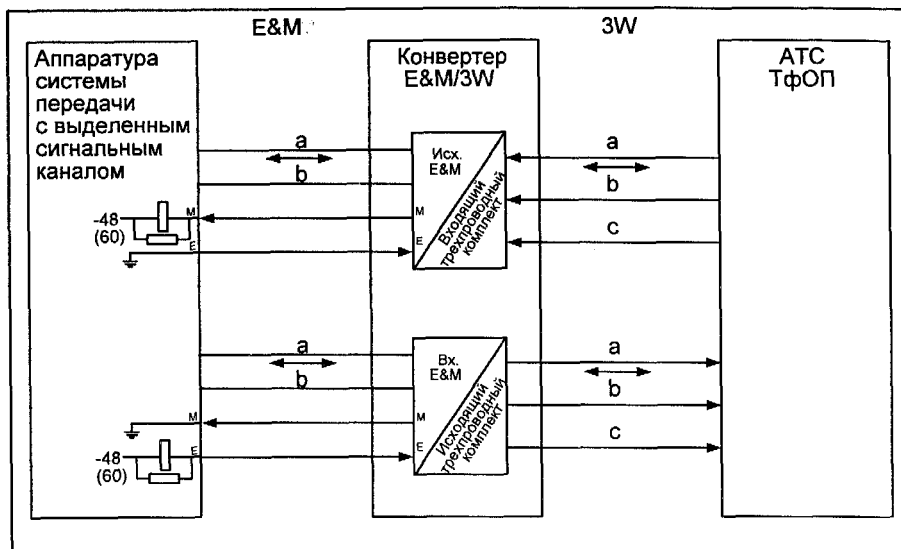 E&M
3W
Аппаратура
системы
передачи
с выделенным
сигнальным
каналом
Конвертер
E&M/3W
АТС
ТфОП
a
b
M
-48
(60)
E
Исх.
E&M
M
E
Входящий
трехпроводный
комплект
a
b
c
a
b
M
-48
(60)
E
Вх.
E&M
M
E
Исходящий
трехпроводный
комплект
a
b
c